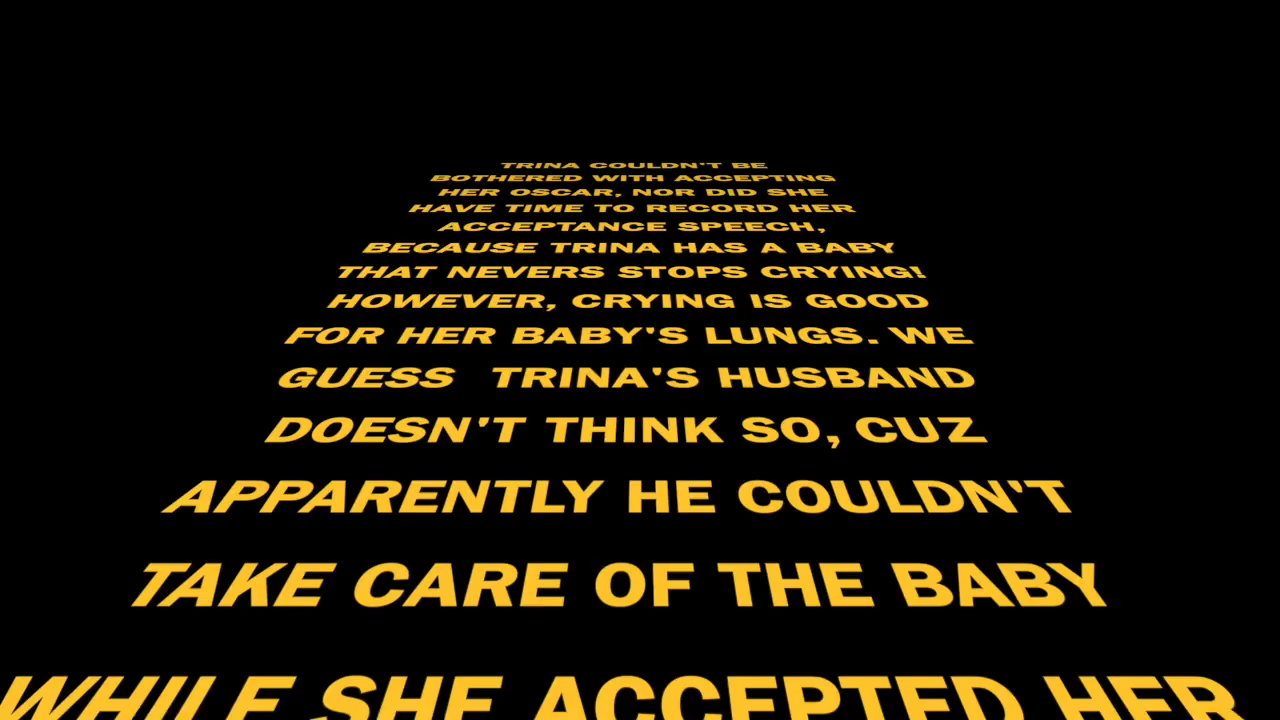 TRINA COULDN'T BE
BOTHERED WITH ACCEPTING
HER OSCAR, NOR DID SHE
HAVE TIME TO RECORD HER
ACCEPTANCE SPEECH,
BECAUSE TRINA HAS A BABY
THAT NEVERS STOPS CRYING!
HOWEVER, CRYING IS GOOD
FOR HER BABY'S LUNGS. WE
GUESS  TRINA'S HUSBAND
DOESN'T THINK SO, CUZ
APPARENTLY HE COULDN'T
TAKE CARE OF THE BABY
WHILE SHE ACCEPTED HER